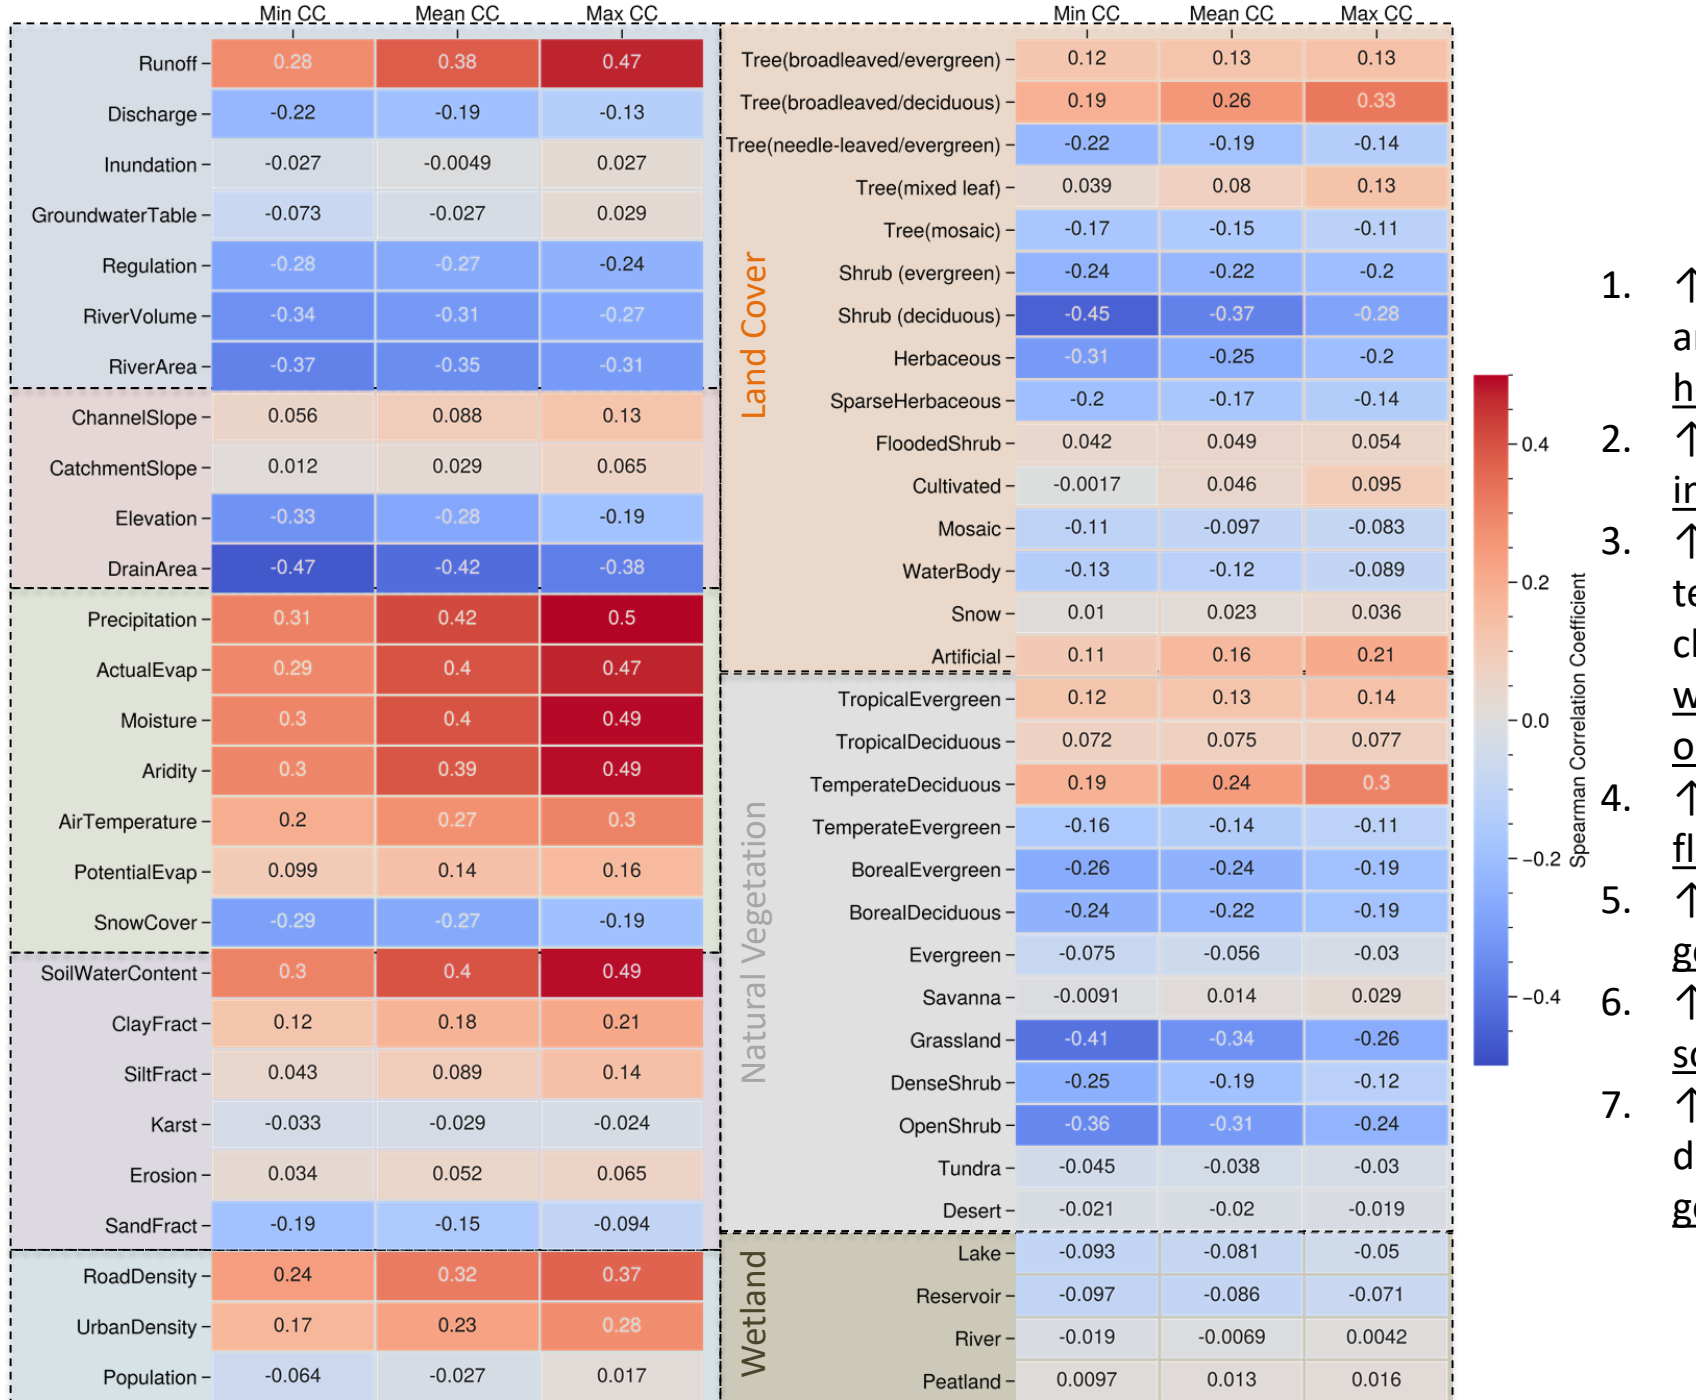 Min CC Mean CC Max CC
Runoff 0.28 0.38 0.47
Discharge -0.22 -0.19 -0.13
Inundation -0.027 -0.0049 0.027
GroundwaterTable -0.073 -0.027 0.029
Regulation -0.28 -0.27 -0.24
RiverVolume -0.34 -0.31 -0.27
RiverArea -0.37 -0.35 -0.31
ChannelSlope 0.056 0.088 0.13
CatchmentSlope 0.012 0.029 0.065
Elevation -0.33 -0.28 -0.19
DrainArea -0.47 -0.42 -0.38
Precipitation 0.31 0.42 0.5
ActualEvap 0.29 0.4 0.47
Moisture 0.3 0.4 0.49
Aridity 0.3 0.39 0.49
AirTemperature 0.2 0.27 0.3
PotentialEvap 0.099 0.14 0.16
SnowCover -0.29 -0.27 -0.19
SoilWaterContent 0.3 0.4 0.49
ClayFract 0.12 0.18 0.21
SiltFract 0.043 0.089 0.14
Karst -0.033 -0.029 -0.024
Erosion 0.034 0.052 0.065
SandFract -0.19 -0.15 -0.094
RoadDensity 0.24 0.32 0.37
UrbanDensity 0.17 0.23 0.28
Population -0.064 -0.027 0.017
Min CC Mean CC Max CC
Land Cover
Tree(broadleaved/evergreen) 0.12 0.13 0.13
Tree(broadleaved/deciduous) 0.19 0.26 0.33
Tree(needle-leaved/evergreen) -0.22 -0.19 -0.14
Tree(mixed leaf) 0.039 0.08 0.13
Tree(mosaic) -0.17 -0.15 -0.11
Shrub (evergreen) -0.24 -0.22 -0.2
Shrub (deciduous) -0.45 -0.37 -0.28
Herbaceous -0.31 -0.25 -0.2
SparseHerbaceous -0.2 -0.17 -0.14
FloodedShrub 0.042 0.049 0.054
Cultivated -0.0017 0.046 0.095
Mosaic -0.11 -0.097 -0.083
WaterBody -0.13 -0.12 -0.089
Snow 0.01 0.023 0.036
Artificial 0.11 0.16 0.21
Natural Vegetation
TropicalEvergreen 0.12 0.13 0.14
TropicalDeciduous 0.072 0.075 0.077
TemperateDeciduous 0.19 0.24 0.3
TemperateEvergreen -0.16 -0.14 -0.11
BorealEvergreen -0.26 -0.24 -0.19
BorealDeciduous -0.24 -0.22 -0.19
Evergreen -0.075 -0.056 -0.03
Savanna -0.0091 0.014 0.029
Grassland -0.41 -0.34 -0.26
DenseShrub -0.25 -0.19 -0.12
OpenShrub -0.36 -0.31 -0.24
Tundra -0.045 -0.038 -0.03
Desert -0.021 -0.02 -0.019
Wetland
Lake -0.093 -0.081 -0.05
Reservoir -0.097 -0.086 -0.071
River -0.019 -0.0069 0.0042
Peatland 0.0097 0.013 0.016
0.4
0.2
0.0
-0.2
-0.4
Spearman Correlation Coefficient
1. ↑
2. ↑
3. ↑
4. ↑
5. ↑
6. ↑
7. ↑